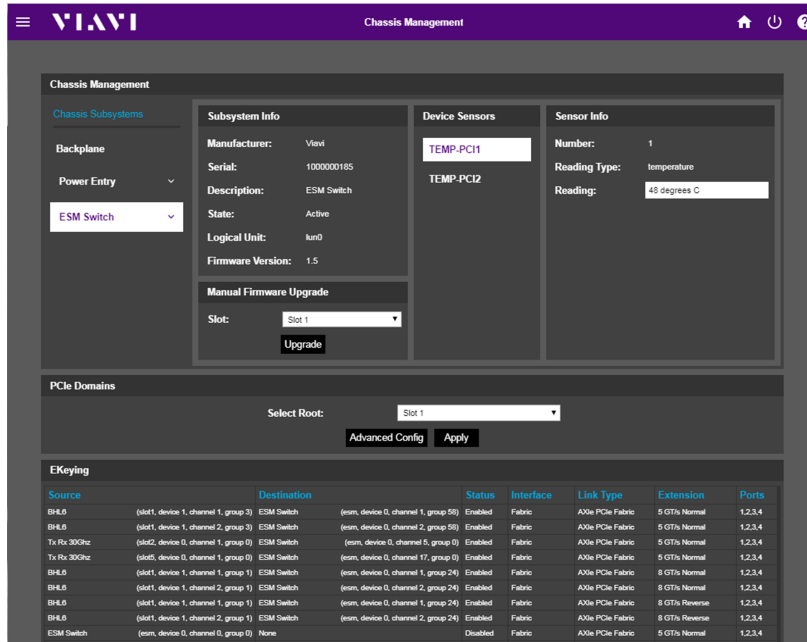 VIAVI Chassis Management ?
Chassis Management
Chassis Subsystems
Backplane
Power Entry
ESM Switch
Subsystem Info
Manufacturer: Viavi
Serial: 1000000185
Description: ESM Switch
State: Active
Logical Unit: lun0
Firmware Version: 1.5
Manual Firmware Upgrade
Slot: Slot 1
Upgrade
Device Sensors
TEMP-PCI1
TEMP-PCI2
Sensor Info
Number: 1
Reading Type: temperature
Reading: 48 degrees C
PCIe Domains
Select Root: Slot 1
Advanced Config Apply
EKeying
Source Destination Status Interface Link Type Extension Ports
BHL6 (slot1, device 1, channel 1, group 3) ESM Switch (esm, device 0, channel 1, group 58) Enabled Fabric AXIe PCIe Fabric 5 GT/s Normal 1,2,3,4
BHL6 (slot1, device 1, channel 2, group 3) ESM Switch (esm, device 0, channel 2, group 58) Enabled Fabric AXIe PCIe Fabric 5 GT/s Normal 1,2,3,4
Tx Rx 30Ghz (slot2, device 0, channel 1, group 0) ESM Switch (esm, device 0, channel 5, group 0) Enabled Fabric AXIe PCIe Fabric 5 GT/s Normal 1,2,3,4
Tx Rx 30Ghz (slot5, device 0, channel 1, group 0) ESM Switch (esm, device 0, channel 17, group 0) Enabled Fabric AXIe PCIe Fabric 5 GT/s Normal 1,2,3,4
BHL6 (slot1, device 1, channel 1, group 1) ESM Switch (esm, device 0, channel 1, group 24) Enabled Fabric AXIe PCIe Fabric 8 GT/s Normal 1,2,3,4
BHL6 (slot1, device 1, channel 2, group 1) ESM Switch (esm, device 0, channel 2, group 24) Enabled Fabric AXIe PCIe Fabric 8 GT/s Normal 1,2,3,4
BHL6 (slot1, device 1, channel 1, group 1) ESM Switch (esm, device 0, channel 1, group 24) Enabled Fabric AXIe PCIe Fabric 8 GT/s Reverse 1,2,3,4
BHL6 (slot1, device 1, channel 2, group 1) ESM Switch (esm, device 0, channel 2, group 24) Enabled Fabric AXIe PCIe Fabric 8 GT/s Reverse 1,2,3,4
ESM Switch (esm, device 0, channel 0, group 0) None Disabled Fabric AXIe PCIe Fabric 5 GT/s Normal 1,2,3,4